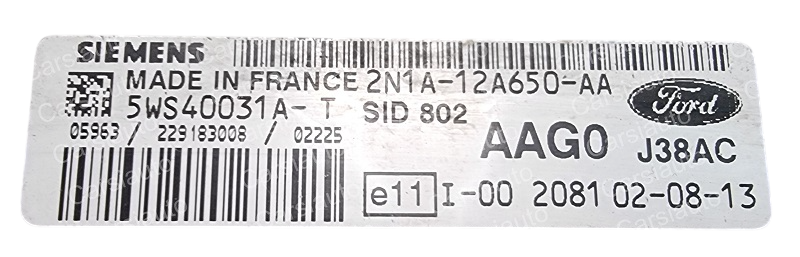 SIEMENS
MADE IN FRANCE 2N1A-12A650-AA
5WS40031A-T SID 802
Ford
05963 / 229183008 / 02225
AAG0 J38AC
e11 I-00 2081 02-08-13
Carsiauto